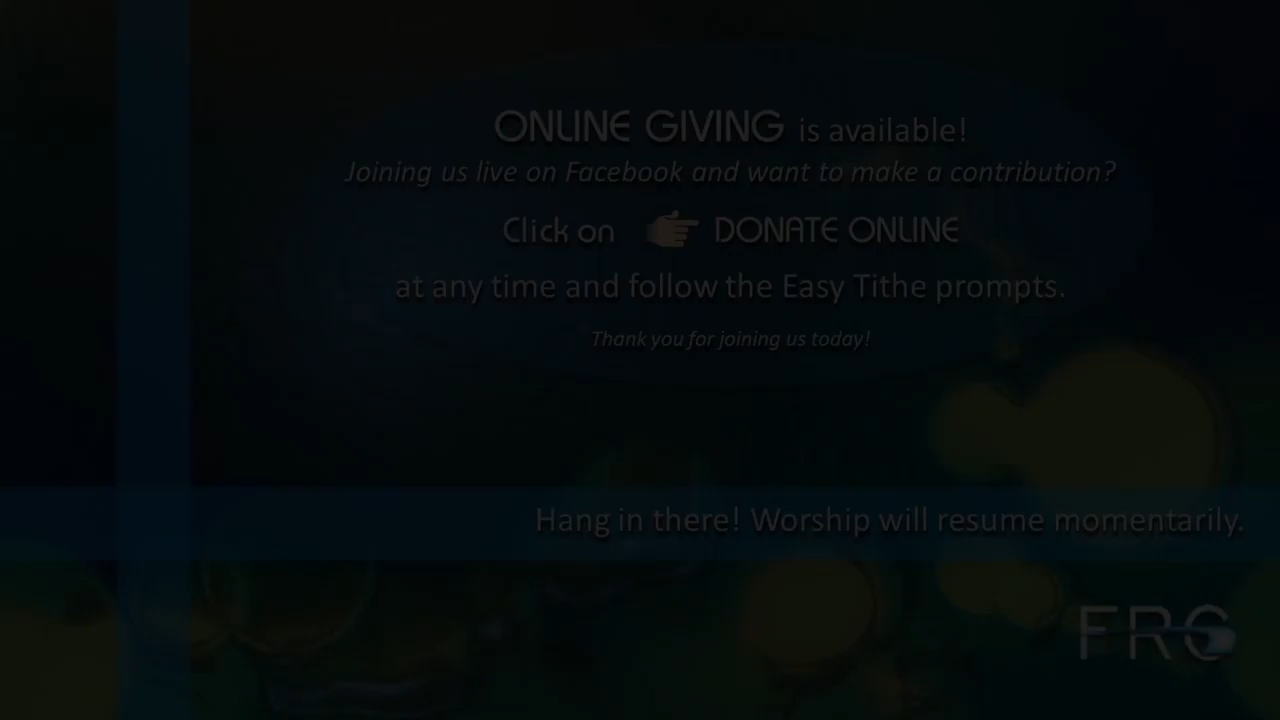 ONLINE GIVING is available!
Joining us live on Facebook and want to make a contribution?
Click on DONATE ONLINE
at any time and follow the Easy Tithe prompts.
Thank you for joining us today!
Hang in there! Worship will resume momentarily.
FRC